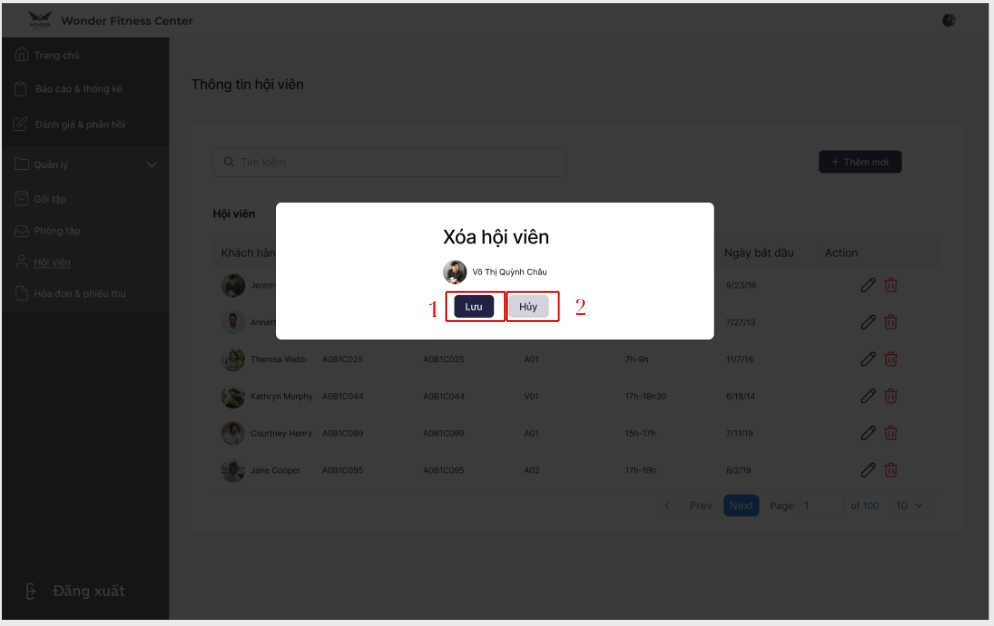 WONDER
Wonder Fitness Center
Trang chủ
Báo cáo & thống kê
Đánh giá & phản hồi
Quản lý
Gói tập
Phòng tập
Hội viên
Hóa đơn & phiếu thu
Đăng xuất
Thông tin hội viên
Tìm kiếm
+ Thêm mới
Hội viên
Khách hàn Ngày bắt đầu Action
Jerem 9/23/16
Annet 7/27/13
Theresa Webb A0B1C025 A0B1C025 A01 7h-9h 11/7/16
Kathryn Murphy A0B1C044 A0B1C044 V01 17h-18h30 6/19/14
Courtney Henry A0B1C099 A0B1C099 A01 15h-17h 7/11/19
Jane Cooper A0B1C095 A0B1C095 A02 17h-19h 8/2/19
< Prev Next Page: 1 of 100 10
Xóa hội viên
Võ Thị Quỳnh Châu
1 Lưu Hủy 2